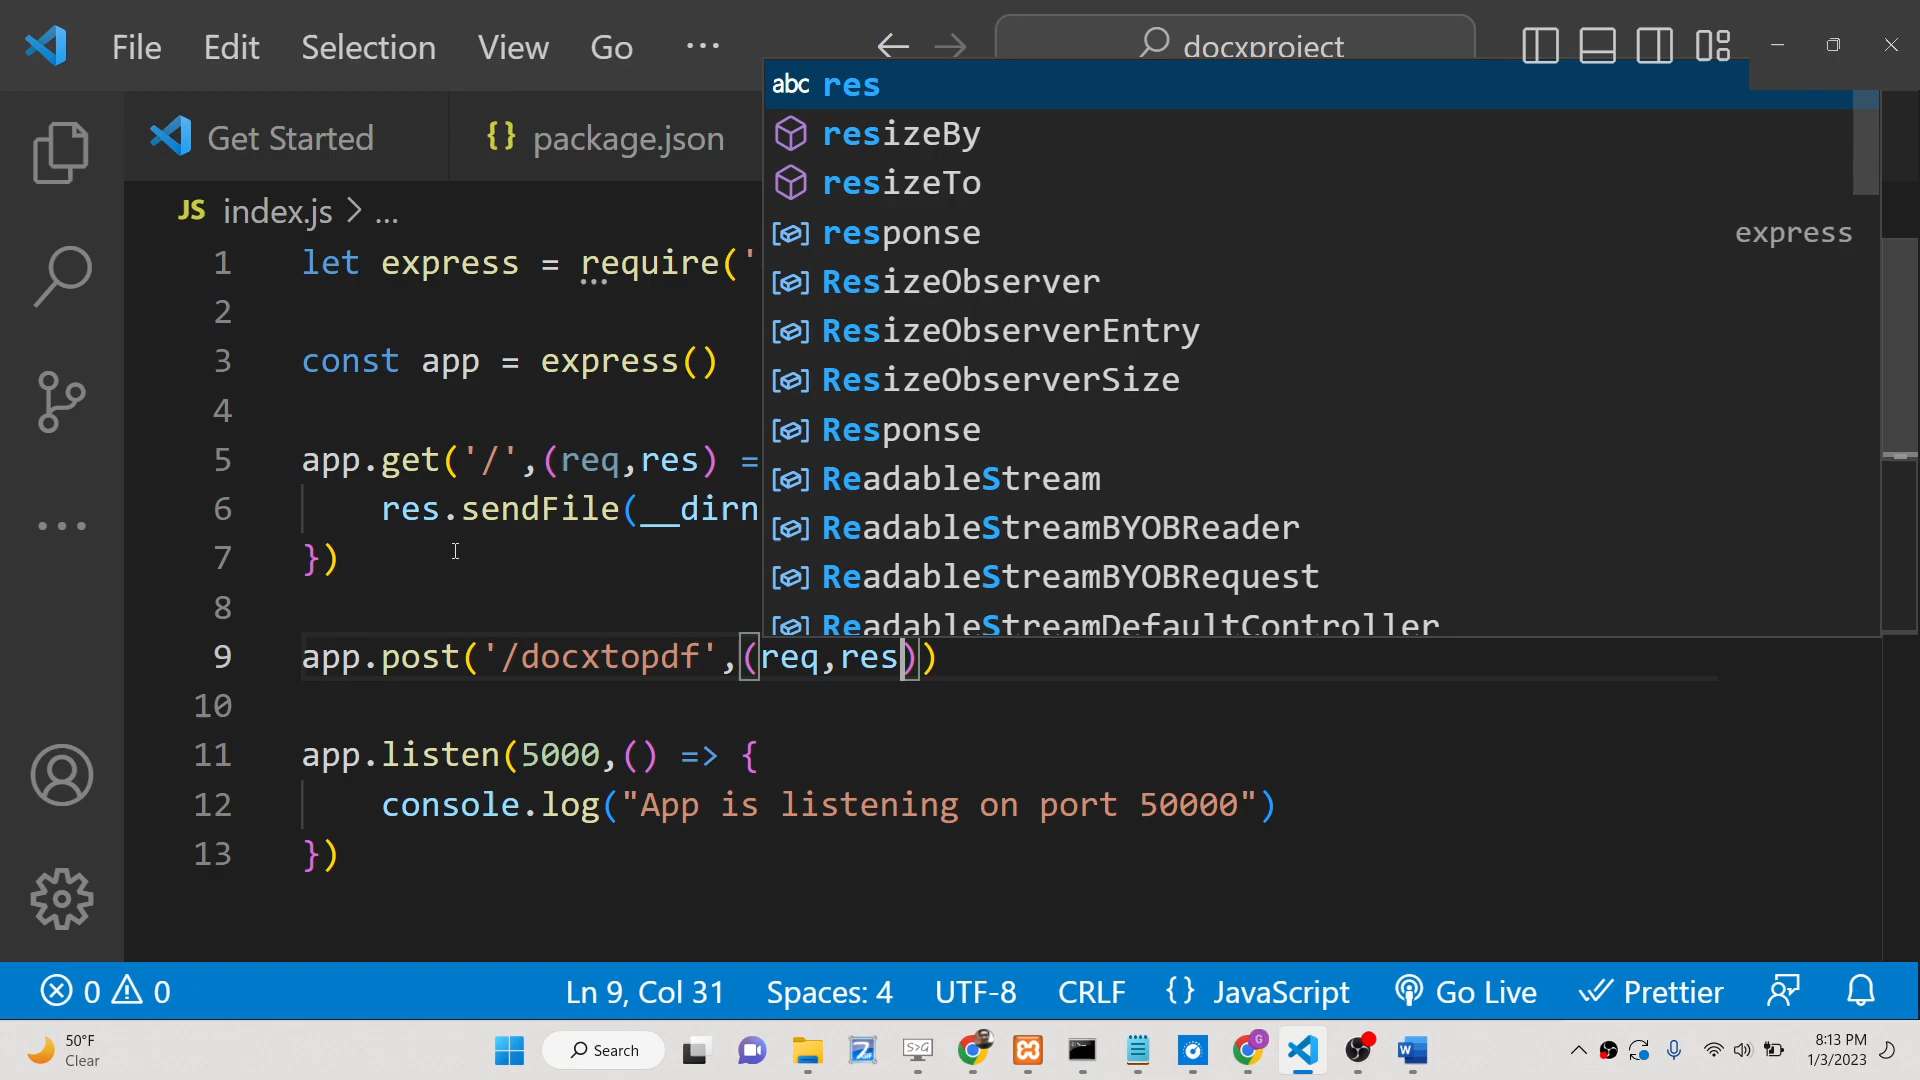 File Edit Selection View Go ···
docxproject
Get Started
{} package.json
JS index.js > ...
1 let express = require('
2
3 const app = express()
4
5 app.get('/',(req,res) =
6 res.sendFile(__dirn
7 })
8
9 app.post('/docxtopdf',(req,res))
10
11 app.listen(5000,() => {
12 console.log("App is listening on port 50000")
13 })
abc res
resizeBy
resizeTo
response express
ResizeObserver
ResizeObserverEntry
ResizeObserverSize
Response
ReadableStream
ReadableStreamBYOBReader
ReadableStreamBYOBRequest
ReadableStreamDefaultController
0 0 Ln 9, Col 31 Spaces: 4 UTF-8 CRLF {} JavaScript Go Live Prettier
50°F
Clear
Search
8:13 PM
1/3/2023